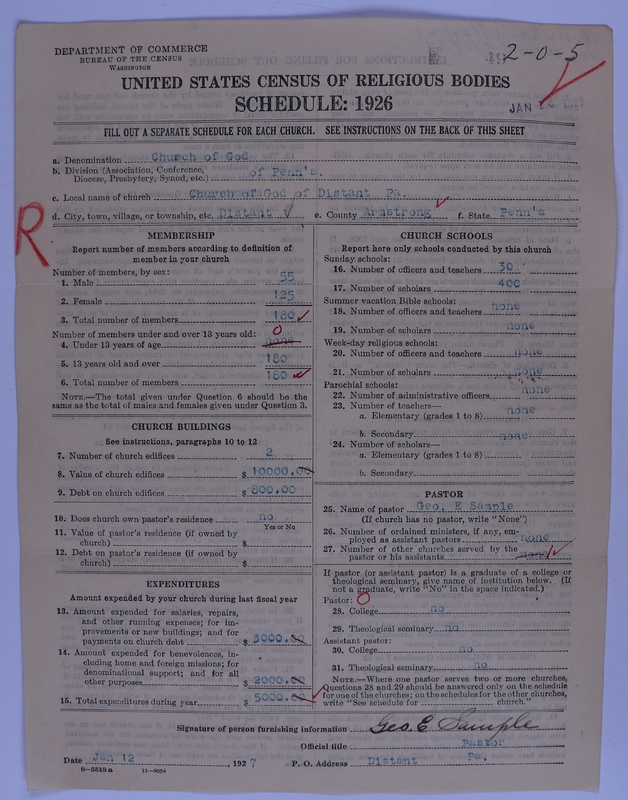 DEPARTMENT OF COMMERCE
BUREAU OF THE CENSUS
WASHINGTON
2-0-5
UNITED STATES CENSUS OF RELIGIOUS BODIES
SCHEDULE: 1926
JAN
FILL OUT A SEPARATE SCHEDULE FOR EACH CHURCH. SEE INSTRUCTIONS ON THE BACK OF THIS SHEET
a. Denomination Church of God
b. Division (Association, Conference, Diocese, Presbytery, Synod, etc.) of Penn'a.
c. Local name of church Church of God of Distant Pa.
d. City, town, village, or township, etc. Distant e. County Armstrong f. State Penn'a
R
MEMBERSHIP
Report number of members according to definition of
member in your church
Number of members, by sex:
1. Male 55
2. Female 125
3. Total number of members 180
Number of members under and over 13 years old: 0
4. Under 13 years of age none
5. 13 years old and over 180
6. Total number of members 180
NOTE.—The total given under Question 6 should be
same as the total of males and females given under Question 3.
CHURCH BUILDINGS
See instructions, paragraphs 10 to 12
7. Number of church edifices 2
8. Value of church edifices $ 10000.00
9. Debt on church edifices $ 800.00
10. Does church own pastor's residence no
Yes or No
11. Value of pastor's residence (if owned by
church) $
12. Debt on pastor's residence (if owned by
church) $
EXPENDITURES
Amount expended by your church during last fiscal year
13. Amount expended for salaries, repairs,
and other running expenses; for im-
provements or new buildings; and for
payments on church debt $ 3000.00
14. Amount expended for benevolences, in-
cluding home and foreign missions; for
denominational support; and for all
other purposes $ 2000.00
15. Total expenditures during year $ 5000.00
CHURCH SCHOOLS
Report here only schools conducted by this church
Sunday schools:
16. Number of officers and teachers 30
17. Number of scholars 400
Summer vacation Bible schools:
18. Number of officers and teachers none
19. Number of scholars none
Week-day religious schools:
20. Number of officers and teachers none
21. Number of scholars none
Parochial schools:
22. Number of administrative officers none
23. Number of teachers—
a. Elementary (grades 1 to 8) none
b. Secondary none
24. Number of scholars—
a. Elementary (grades 1 to 8)
b. Secondary
PASTOR
25. Name of pastor Geo. E Sample
(If church has no pastor, write "None")
26. Number of ordained ministers, if any, em-
ployed as assistant pastors none
27. Number of other churches served by the
pastor or his assistants none
If pastor (or assistant pastor) is a graduate of a college or
theological seminary, give name of institution below. (If
not a graduate, write "No" in the space indicated.)
Pastor: 0
28. College no
29. Theological seminary no
Assistant pastor:
30. College no
31. Theological seminary no
NOTE.—Where one pastor serves two or more churches,
Questions 28 and 29 should be answered only on the schedule
for one of the churches; on the schedules for the other churches,
write "See schedule for church."
Signature of person furnishing information Geo. E. Sample
Official title Pastor
Date Jan 12, 1927 P. O. Address Distant Pa.
8—5518a 11—9034